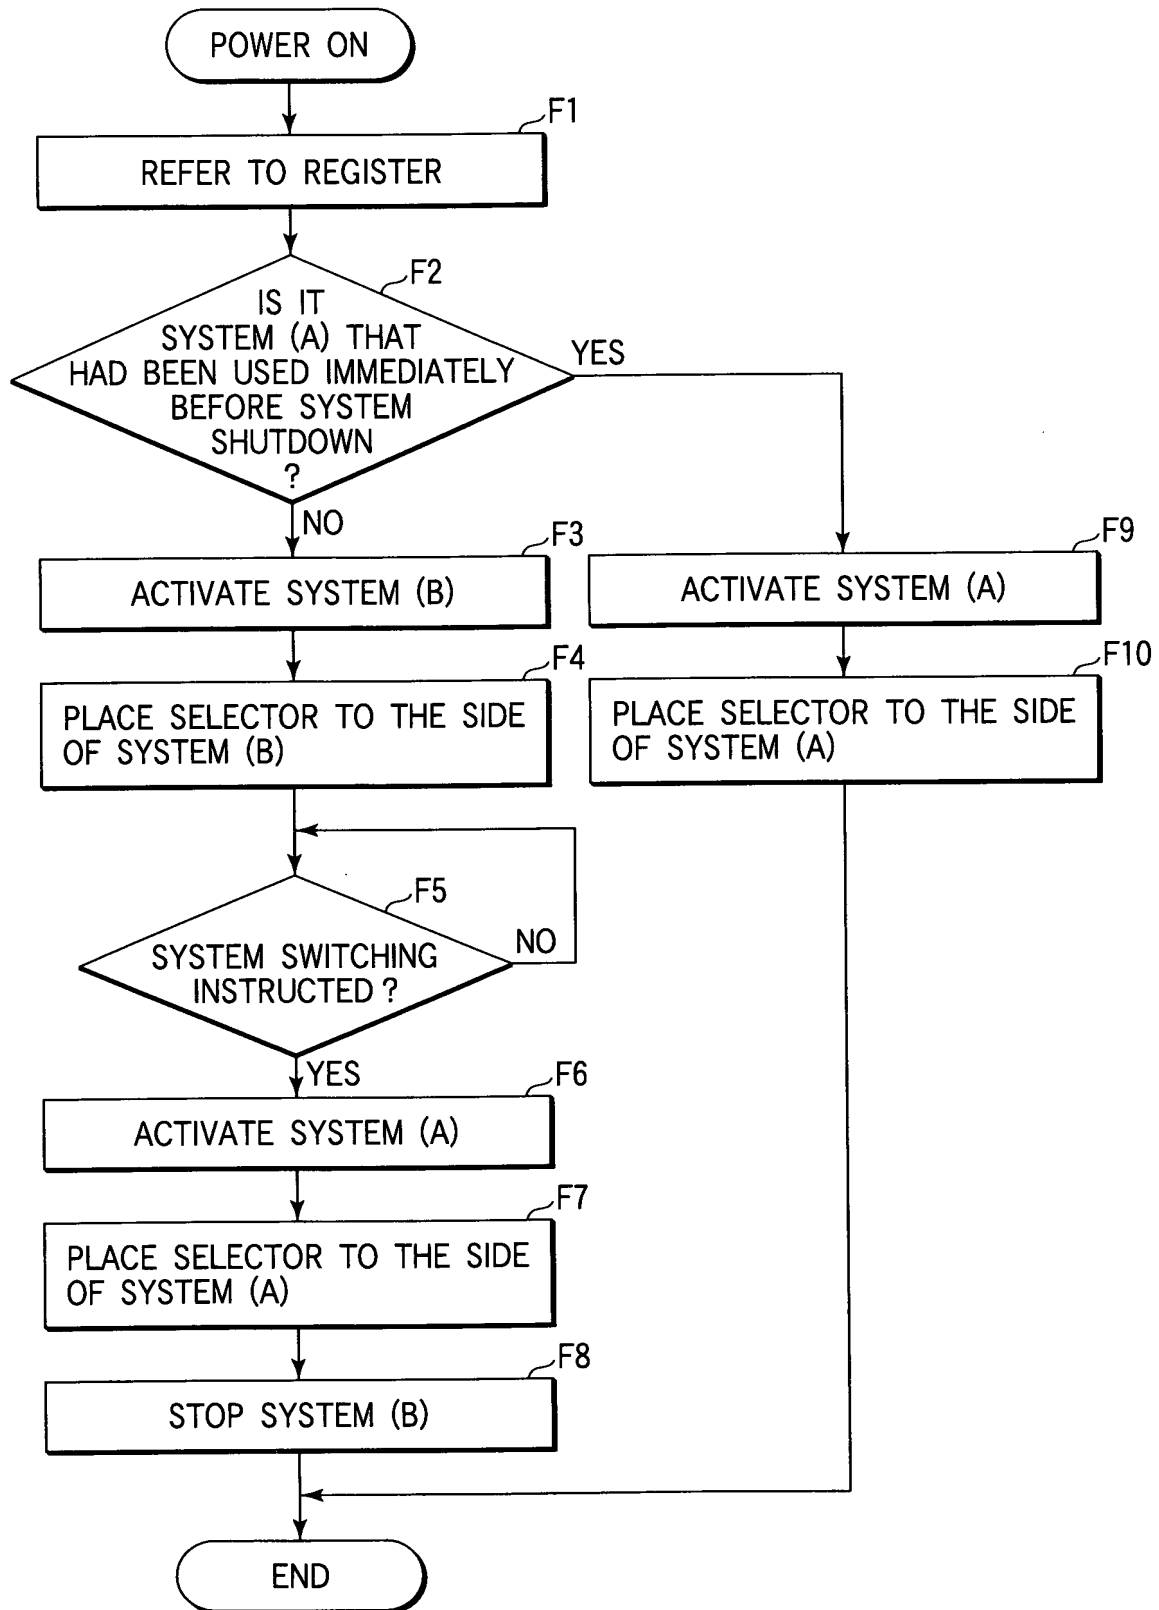 POWER ON
F1
REFER TO REGISTER
F2
IS IT
SYSTEM (A) THAT
HAD BEEN USED IMMEDIATELY
BEFORE SYSTEM
SHUTDOWN
?
YES
NO
F3
ACTIVATE SYSTEM (B)
F9
ACTIVATE SYSTEM (A)
F4
PLACE SELECTOR TO THE SIDE
OF SYSTEM (B)
F10
PLACE SELECTOR TO THE SIDE
OF SYSTEM (A)
F5
SYSTEM SWITCHING
INSTRUCTED ?
NO
YES
F6
ACTIVATE SYSTEM (A)
F7
PLACE SELECTOR TO THE SIDE
OF SYSTEM (A)
F8
STOP SYSTEM (B)
END